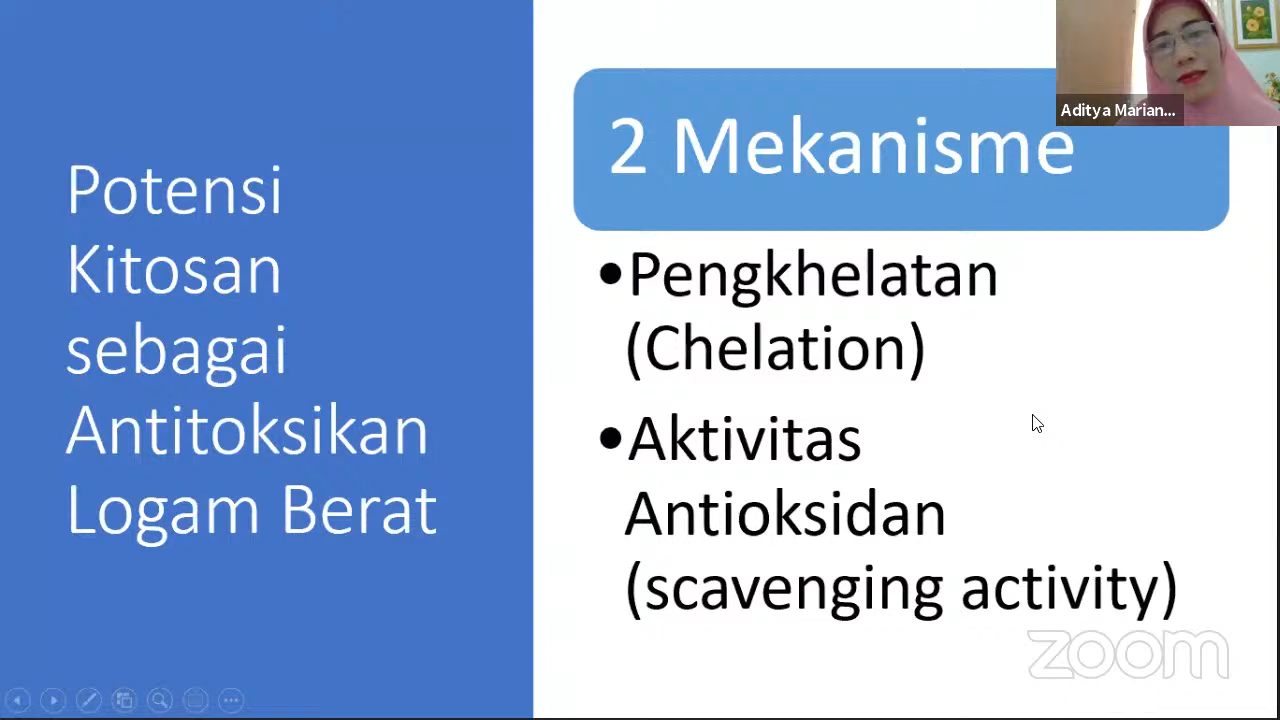 Potensi
Kitosan
sebagai
Antitoksikan
Logam Berat
2 Mekanisme
•Pengkhelatan
(Chelation)
•Aktivitas
Antioksidan
(scavenging activity)
Aditya Marian...
zoom